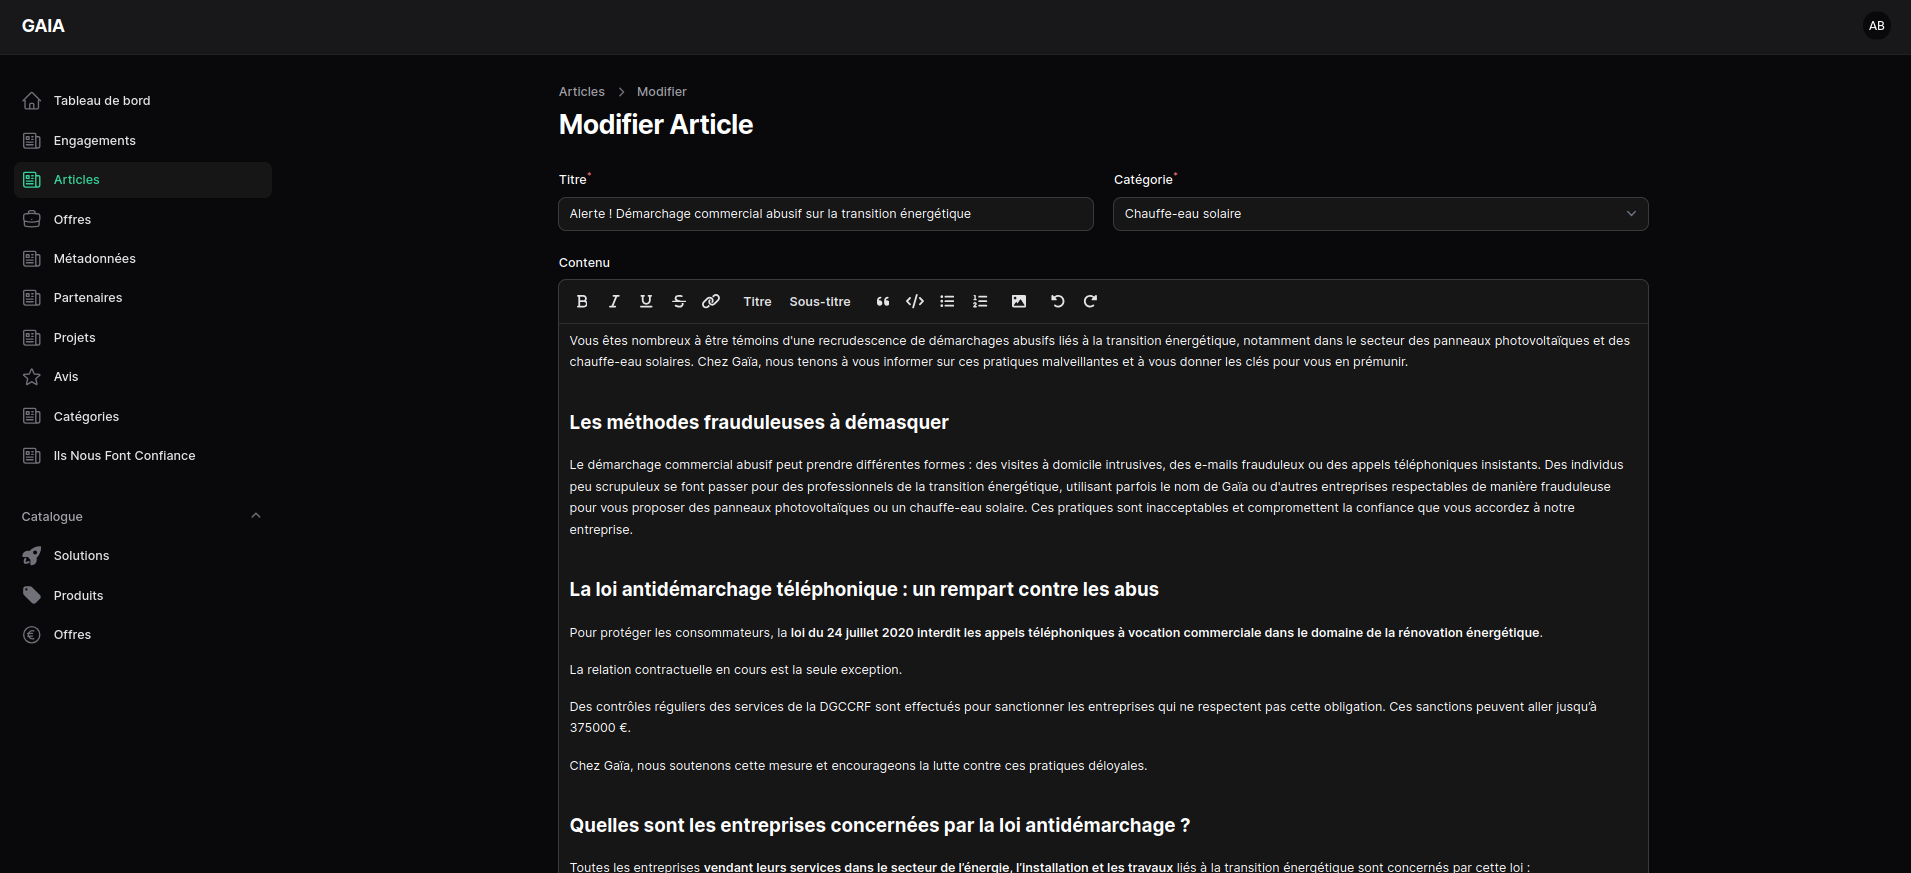 GAIA
AB
Tableau de bord
Engagements
Articles
Offres
Métadonnées
Partenaires
Projets
Avis
Catégories
Ils Nous Font Confiance
Catalogue
Solutions
Produits
Offres
Articles > Modifier
Modifier Article
Titre*
Alerte ! Démarchage commercial abusif sur la transition énergétique
Catégorie*
Chauffe-eau solaire
Contenu
Titre Sous-titre
Vous êtes nombreux à être témoins d'une recrudescence de démarchages abusifs liés à la transition énergétique, notamment dans le secteur des panneaux photovoltaïques et des
chauffe-eau solaires. Chez Gaïa, nous tenons à vous informer sur ces pratiques malveillantes et à vous donner les clés pour vous en prémunir.
Les méthodes frauduleuses à démasquer
Le démarchage commercial abusif peut prendre différentes formes : des visites à domicile intrusives, des e-mails frauduleux ou des appels téléphoniques insistants. Des individus
peu scrupuleux se font passer pour des professionnels de la transition énergétique, utilisant parfois le nom de Gaïa ou d'autres entreprises respectables de manière frauduleuse
pour vous proposer des panneaux photovoltaïques ou un chauffe-eau solaire. Ces pratiques sont inacceptables et compromettent la confiance que vous accordez à notre
entreprise.
La loi antidémarchage téléphonique : un rempart contre les abus
Pour protéger les consommateurs, la loi du 24 juillet 2020 interdit les appels téléphoniques à vocation commerciale dans le domaine de la rénovation énergétique.
La relation contractuelle en cours est la seule exception.
Des contrôles réguliers des services de la DGCCRF sont effectués pour sanctionner les entreprises qui ne respectent pas cette obligation. Ces sanctions peuvent aller jusqu'à
375000 €.
Chez Gaïa, nous soutenons cette mesure et encourageons la lutte contre ces pratiques déloyales.
Quelles sont les entreprises concernées par la loi antidémarchage ?
Toutes les entreprises vendant leurs services dans le secteur de l'énergie, l'installation et les travaux liés à la transition énergétique sont concernés par cette loi :